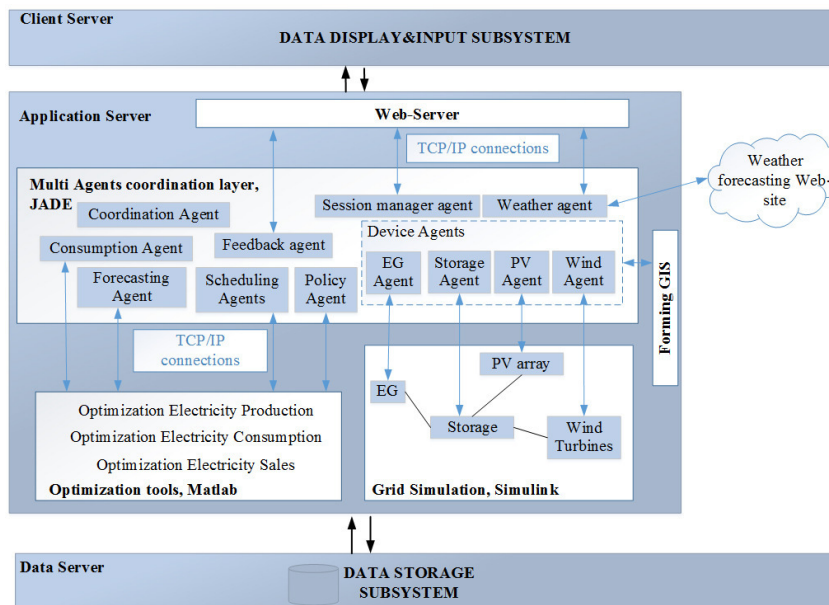 Client Server
DATA DISPLAY&INPUT SUBSYSTEM
Application Server
Web-Server
TCP/IP connections
Weather
forecasting Web-
site
Multi Agents coordination layer,
JADE
Session manager agent
Weather agent
Coordination Agent
Feedback agent
Consumption Agent
Device Agents
Forecasting
Agent
Scheduling
Agents
Policy
Agent
EG
Agent
Storage
Agent
PV
Agent
Wind
Agent
Forming GIS
TCP/IP
connections
PV array
EG
Storage
Wind
Turbines
Optimization Electricity Production
Optimization Electricity Consumption
Optimization Electricity Sales
Optimization tools, Matlab
Grid Simulation, Simulink
Data Server
DATA STORAGE
SUBSYSTEM